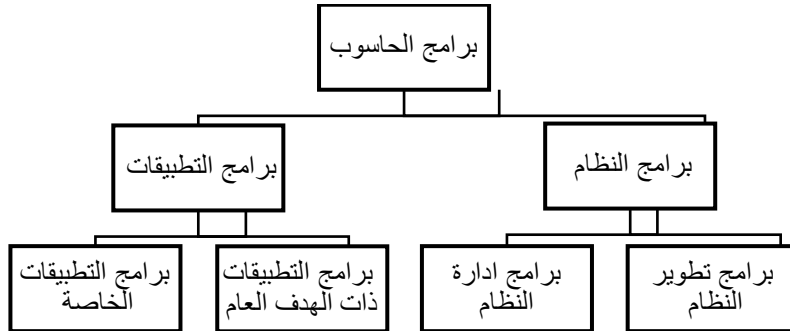 برامج الحاسوب
برامج النظام
برامج التطبيقات
برامج تطوير
النظام
برامج ادارة
النظام
برامج التطبيقات
ذات الهدف العام
برامج التطبيقات
الخاصة